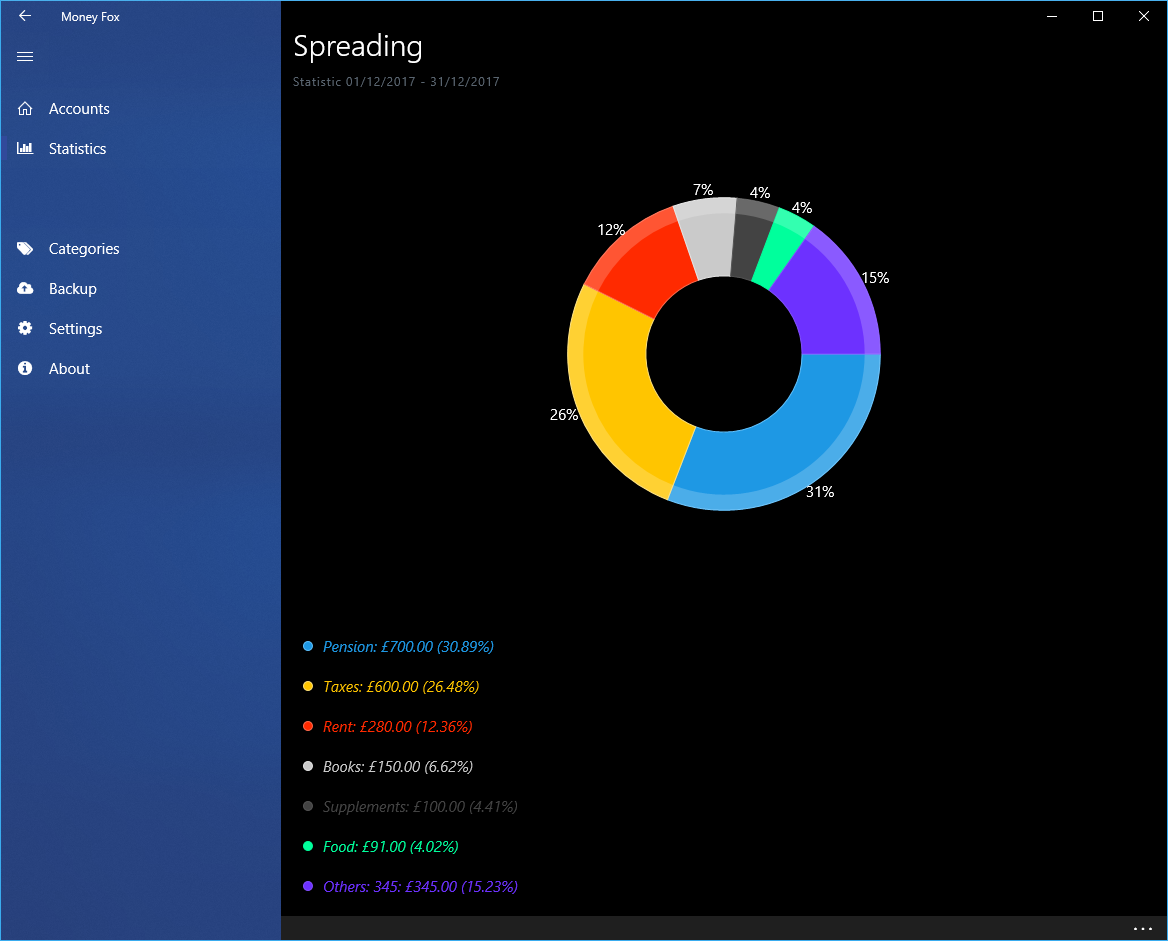 Money Fox
Spreading
Statistic 01/12/2017 - 31/12/2017
Accounts
Statistics
Categories
Backup
Settings
About
7%
4%
4%
12%
15%
26%
31%
Pension: £700.00 (30.89%)
Taxes: £600.00 (26.48%)
Rent: £280.00 (12.36%)
Books: £150.00 (6.62%)
Supplements: £100.00 (4.41%)
Food: £91.00 (4.02%)
Others: 345: £345.00 (15.23%)